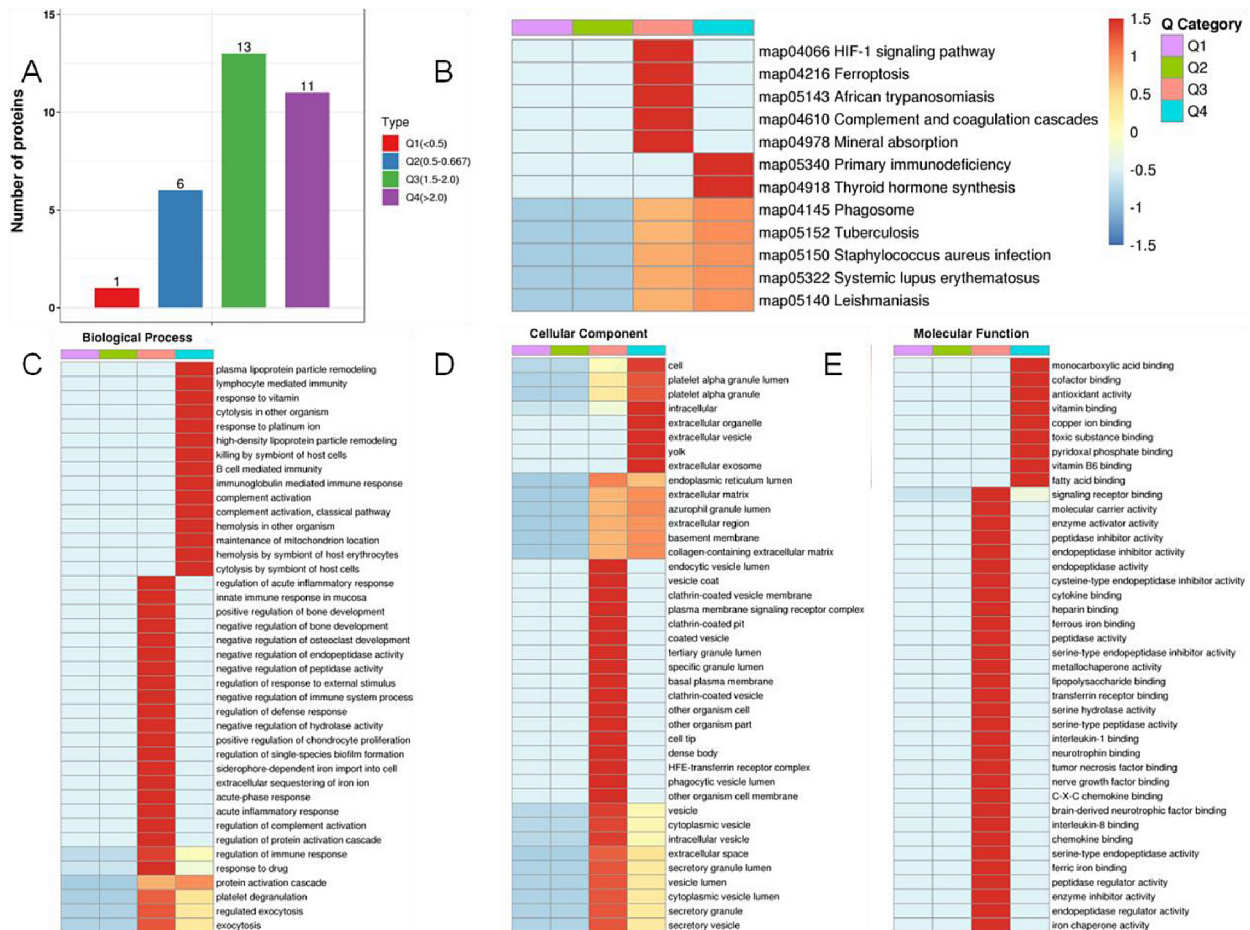 A
Number of proteins
15
10
5
0
1
6
13
11
Type
Q1(<0.5)
Q2(0.5-0.667)
Q3(1.5-2.0)
Q4(>2.0)
B
map04066 HIF-1 signaling pathway
map04216 Ferroptosis
map05143 African trypanosomiasis
map04610 Complement and coagulation cascades
map04978 Mineral absorption
map05340 Primary immunodeficiency
map04918 Thyroid hormone synthesis
map04145 Phagosome
map05152 Tuberculosis
map05150 Staphylococcus aureus infection
map05322 Systemic lupus erythematosus
map05140 Leishmaniasis
1.5
1
0.5
0
-0.5
-1
-1.5
Q Category
Q1
Q2
Q3
Q4
C
Biological Process
plasma lipoprotein particle remodeling
lymphocyte mediated immunity
response to vitamin
cytolysis in other organism
response to platinum ion
high-density lipoprotein particle remodeling
killing by symbiont of host cells
B cell mediated immunity
immunoglobulin mediated immune response
complement activation
complement activation, classical pathway
hemolysis in other organism
maintenance of mitochondrion location
hemolysis by symbiont of host erythrocytes
cytolysis by symbiont of host cells
regulation of acute inflammatory response
innate immune response in mucosa
positive regulation of bone development
negative regulation of bone development
negative regulation of osteoclast development
negative regulation of endopeptidase activity
negative regulation of peptidase activity
regulation of response to external stimulus
negative regulation of immune system process
regulation of defense response
negative regulation of hydrolase activity
positive regulation of chondrocyte proliferation
regulation of single-species biofilm formation
siderophore-dependent iron import into cell
extracellular sequestering of iron ion
acute-phase response
acute inflammatory response
regulation of complement activation
regulation of protein activation cascade
regulation of immune response
response to drug
protein activation cascade
platelet degranulation
regulated exocytosis
exocytosis
D
Cellular Component
cell
platelet alpha granule lumen
platelet alpha granule
intracellular
extracellular organelle
extracellular vesicle
yolk
extracellular exosome
endoplasmic reticulum lumen
extracellular matrix
azurophil granule lumen
extracellular region
basement membrane
collagen-containing extracellular matrix
endocytic vesicle lumen
vesicle coat
clathrin-coated vesicle membrane
plasma membrane signaling receptor complex
clathrin-coated pit
coated vesicle
tertiary granule lumen
specific granule lumen
basal plasma membrane
clathrin-coated vesicle
other organism cell
other organism part
cell tip
dense body
HFE-transferrin receptor complex
phagocytic vesicle lumen
other organism cell membrane
vesicle
cytoplasmic vesicle
intracellular vesicle
extracellular space
secretory granule lumen
vesicle lumen
cytoplasmic vesicle lumen
secretory granule
secretory vesicle
E
Molecular Function
monocarboxylic acid binding
cofactor binding
antioxidant activity
vitamin binding
copper ion binding
toxic substance binding
pyridoxal phosphate binding
vitamin B6 binding
fatty acid binding
signaling receptor binding
molecular carrier activity
enzyme activator activity
peptidase inhibitor activity
endopeptidase inhibitor activity
endopeptidase activity
cysteine-type endopeptidase inhibitor activity
cytokine binding
heparin binding
ferrous iron binding
peptidase activity
serine-type endopeptidase inhibitor activity
metallochaperone activity
lipopolysaccharide binding
transferrin receptor binding
serine hydrolase activity
serine-type peptidase activity
interleukin-1 binding
neurotrophin binding
tumor necrosis factor binding
nerve growth factor binding
C-X-C chemokine binding
brain-derived neurotrophic factor binding
interleukin-8 binding
chemokine binding
serine-type endopeptidase activity
ferric iron binding
peptidase regulator activity
enzyme inhibitor activity
endopeptidase regulator activity
iron chaperone activity